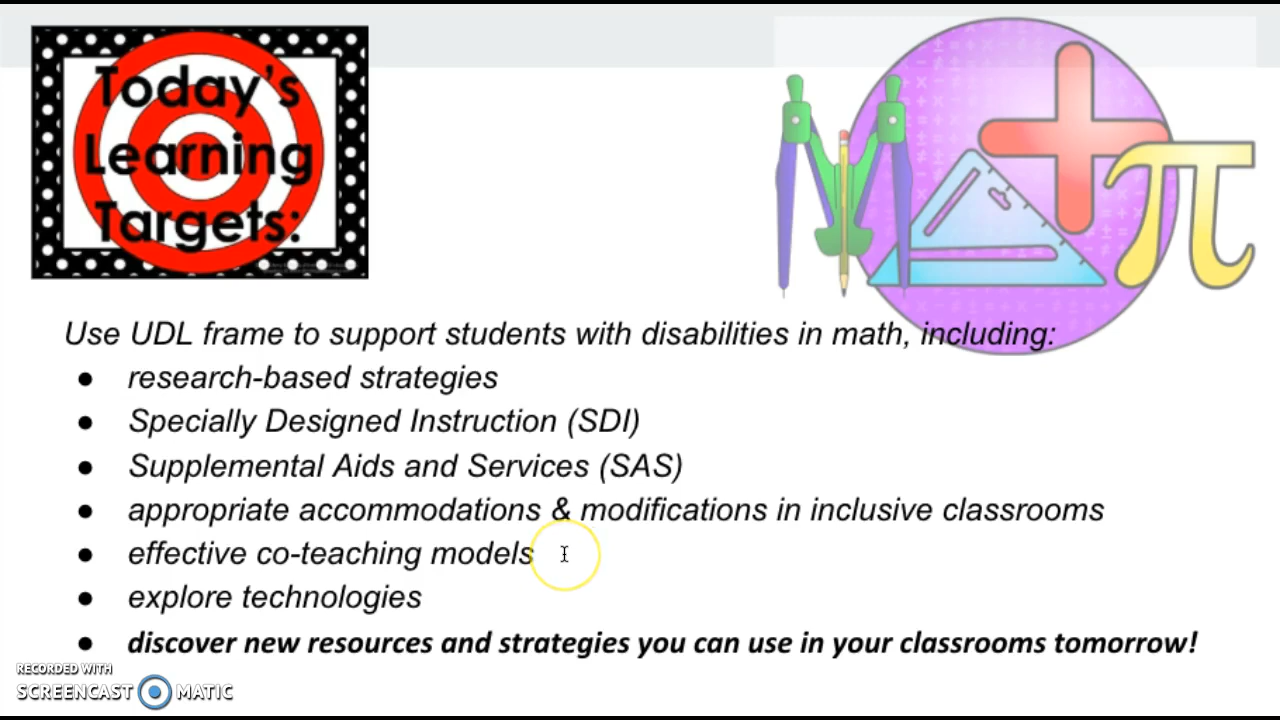 Today's
Learning
Targets:
Use UDL frame to support students with disabilities in math, including:
● research-based strategies
● Specially Designed Instruction (SDI)
● Supplemental Aids and Services (SAS)
● appropriate accommodations & modifications in inclusive classrooms
● effective co-teaching models
● explore technologies
● discover new resources and strategies you can use in your classrooms tomorrow!
RECORDED WITH
SCREENCAST MATIC